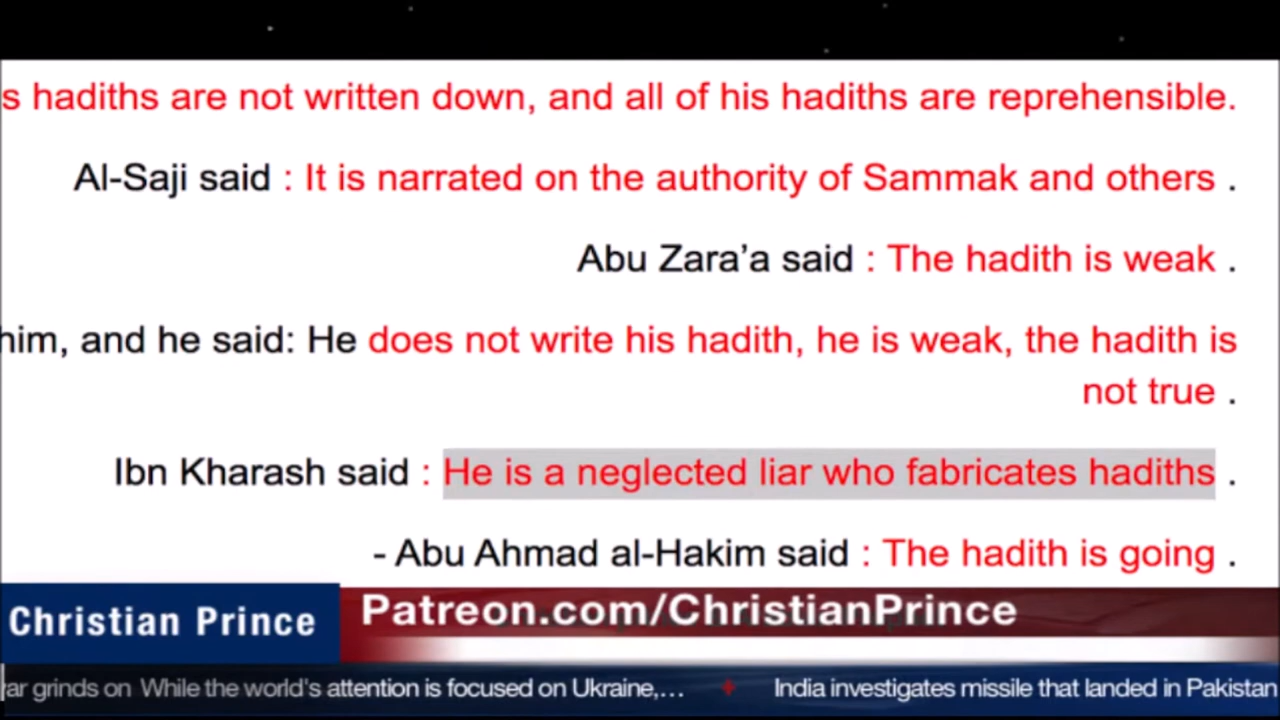 s hadiths are not written down, and all of his hadiths are reprehensible.
Al-Saji said : It is narrated on the authority of Sammak and others .
Abu Zara’a said : The hadith is weak .
him, and he said: He does not write his hadith, he is weak, the hadith is
not true .
Ibn Kharash said : He is a neglected liar who fabricates hadiths .
- Abu Ahmad al-Hakim said : The hadith is going .
Christian Prince
Patreon.com/ChristianPrince
ar grinds on While the world's attention is focused on Ukraine,...
India investigates missile that landed in Pakistan